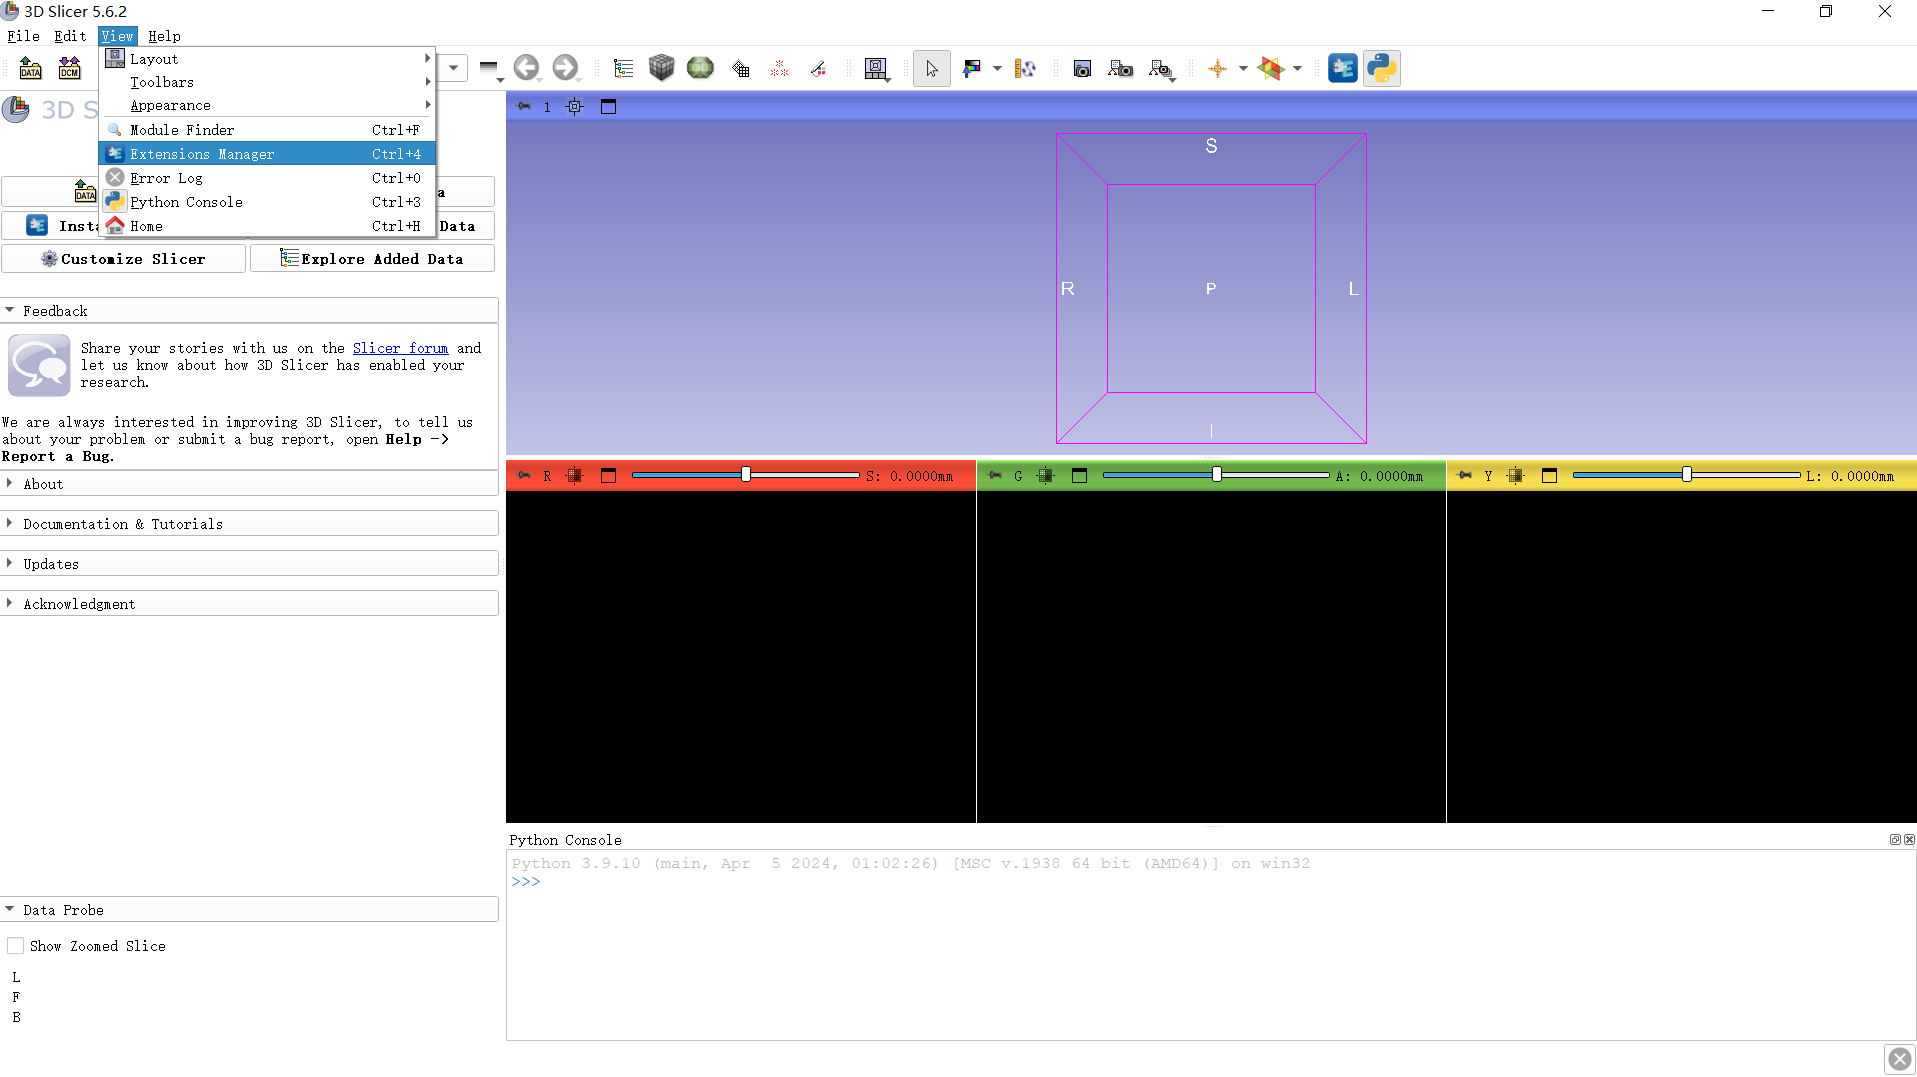 3D Slicer 5.6.2
File Edit View Help
DATA DCM
Layout
Toolbars
Appearance
Module Finder Ctrl+F
Extensions Manager Ctrl+4
Error Log Ctrl+0
Python Console Ctrl+3
Home Ctrl+H
3D S
DATA
a
Insta
Data
Customize Slicer
Explore Added Data
Feedback
Share your stories with us on the Slicer forum and
let us know about how 3D Slicer has enabled your
research.
We are always interested in improving 3D Slicer, to tell us
about your problem or submit a bug report, open Help ->
Report a Bug.
About
Documentation & Tutorials
Updates
Acknowledgment
Data Probe
Show Zoomed Slice
L
F
B
1
S
R P L
I
R S: 0.0000mm
G A: 0.0000mm
Y L: 0.0000mm
Python Console
Python 3.9.10 (main, Apr  5 2024, 01:02:26) [MSC v.1938 64 bit (AMD64)] on win32
>>>